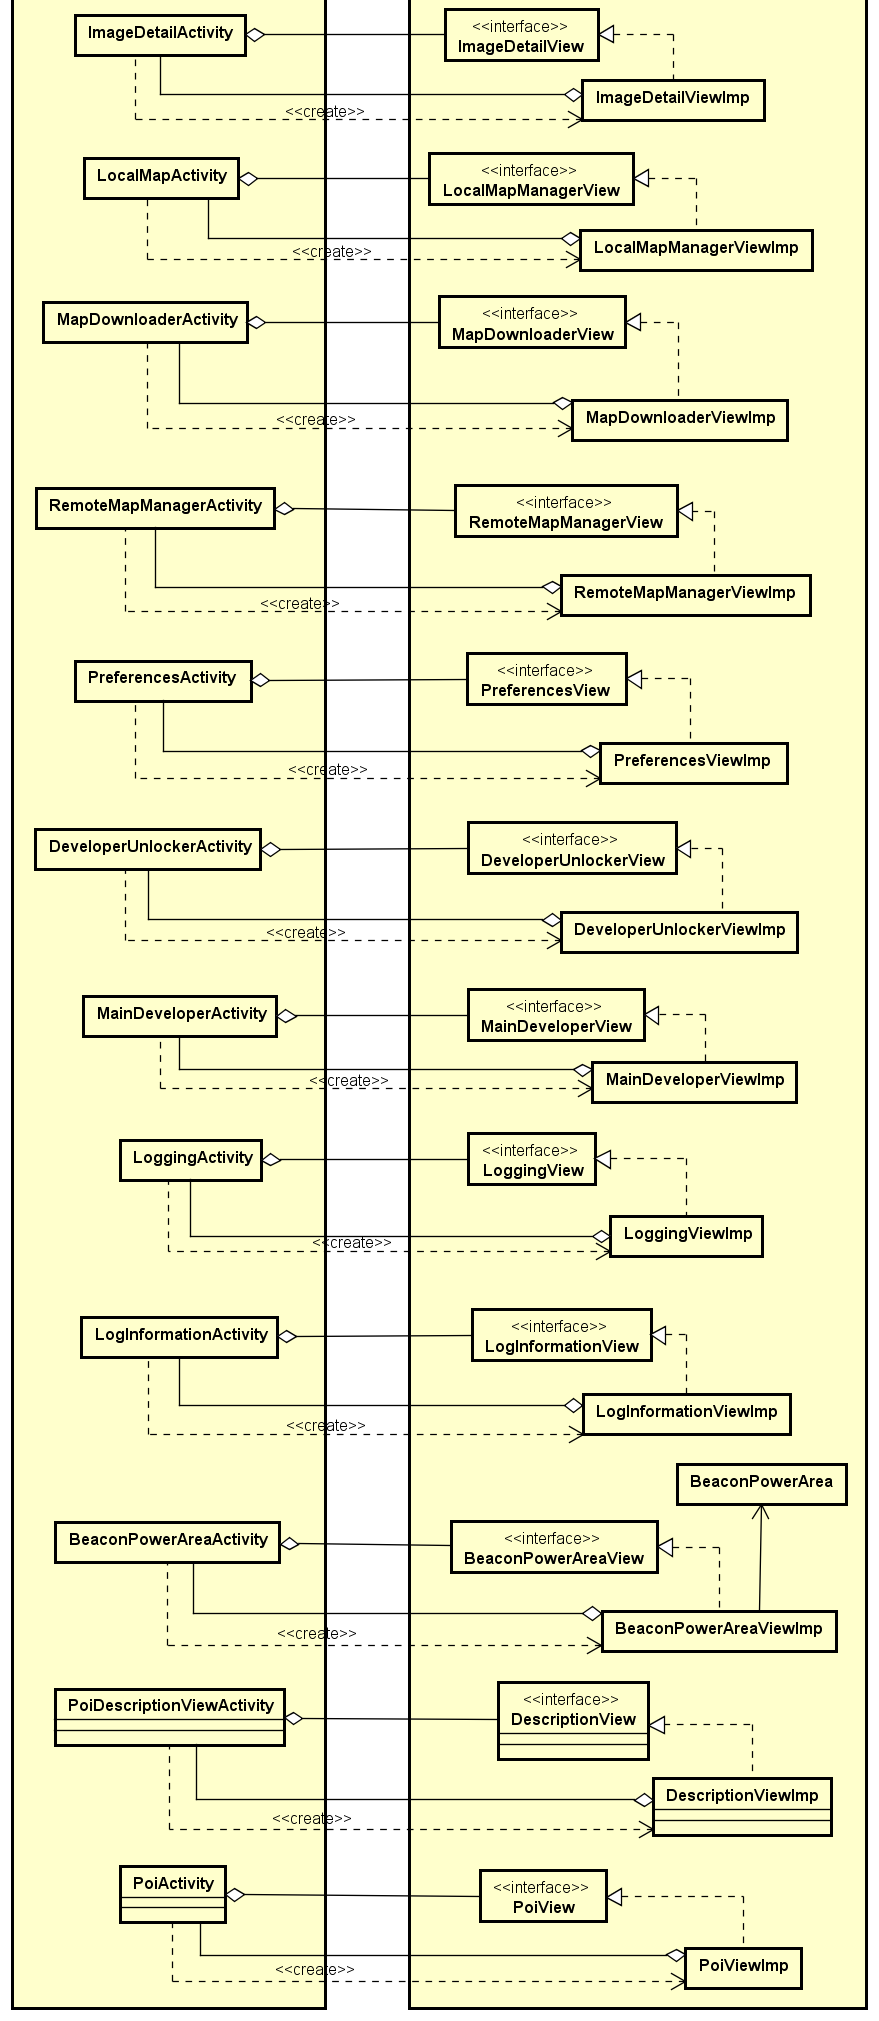 ImageDetailActivity
<<interface>>
ImageDetailView
ImageDetailViewImp
<<create>>
LocalMapActivity
<<interface>>
LocalMapManagerView
LocalMapManagerViewImp
<<create>>
MapDownloaderActivity
<<interface>>
MapDownloaderView
MapDownloaderViewImp
<<create>>
RemoteMapManagerActivity
<<interface>>
RemoteMapManagerView
RemoteMapManagerViewImp
<<create>>
PreferencesActivity
<<interface>>
PreferencesView
PreferencesViewImp
<<create>>
DeveloperUnlockerActivity
<<interface>>
DeveloperUnlockerView
DeveloperUnlockerViewImp
<<create>>
MainDeveloperActivity
<<interface>>
MainDeveloperView
MainDeveloperViewImp
<<create>>
LoggingActivity
<<interface>>
LoggingView
LoggingViewImp
<<create>>
LogInformationActivity
<<interface>>
LogInformationView
LogInformationViewImp
<<create>>
BeaconPowerArea
BeaconPowerAreaActivity
<<interface>>
BeaconPowerAreaView
BeaconPowerAreaViewImp
<<create>>
PoiDescriptionViewActivity
<<interface>>
DescriptionView
DescriptionViewImp
<<create>>
PoiActivity
<<interface>>
PoiView
PoiViewImp
<<create>>